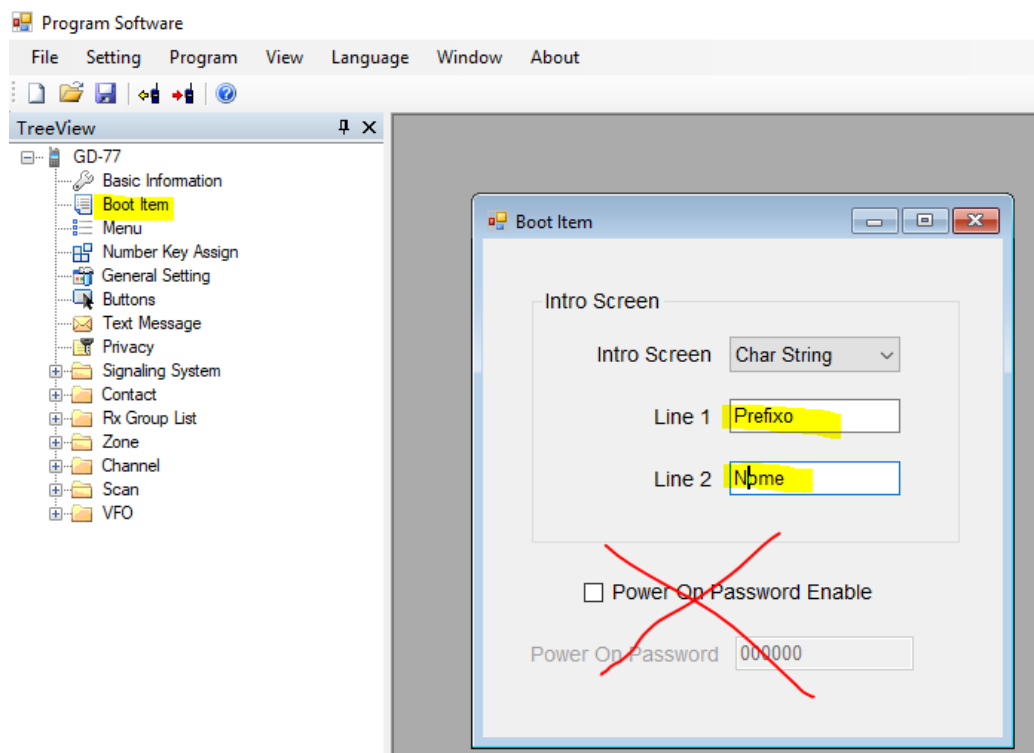 Program Software
File Setting Program View Language Window About
TreeView
GD-77
Basic Information
Boot Item
Menu
Number Key Assign
General Setting
Buttons
Text Message
Privacy
Signaling System
Contact
Rx Group List
Zone
Channel
Scan
VFO
Boot Item
Intro Screen
Intro Screen Char String
Line 1 Prefixo
Line 2 Nome
Power On Password Enable
Power On Password 000000